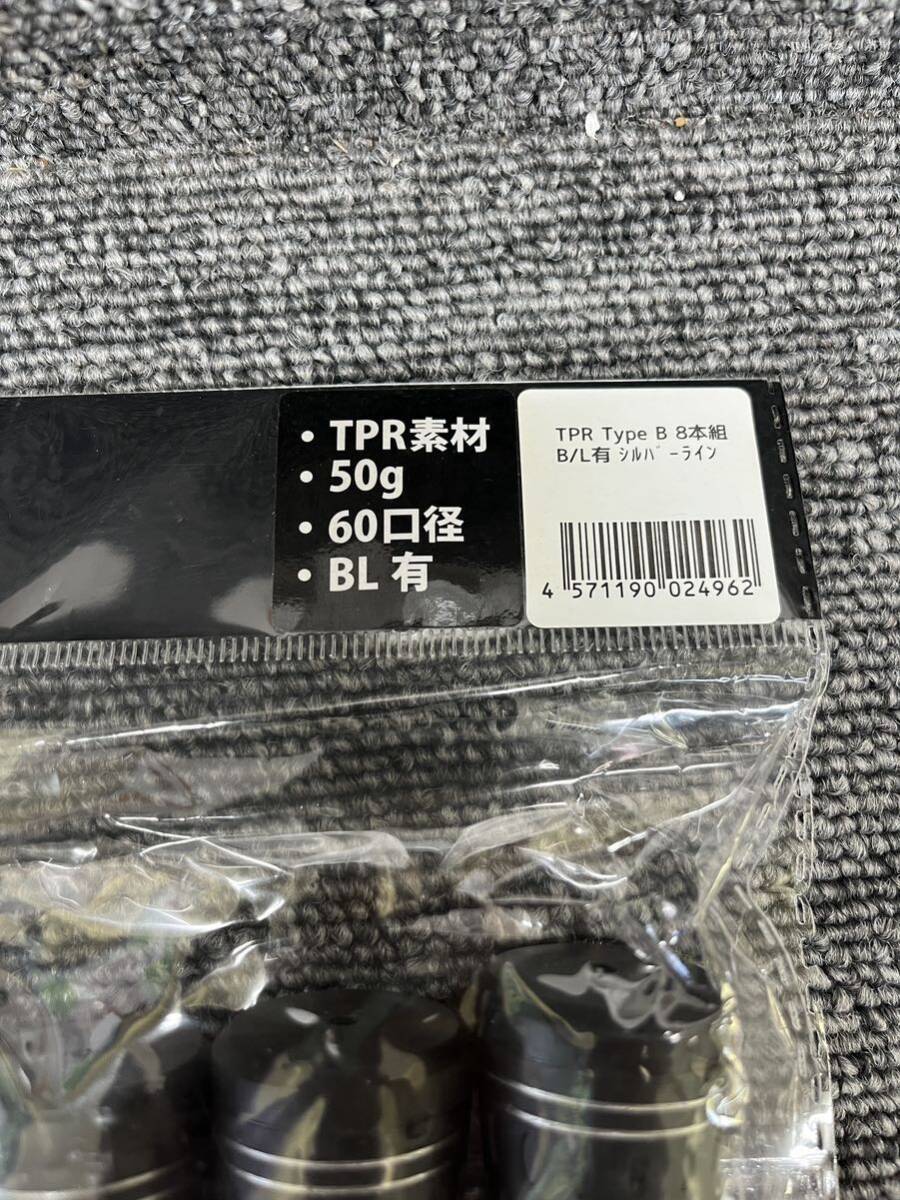 ・TPR素材
・50g
・60口径
・BL 有
TPR Type B 8本組
B/L有 ｼﾙﾊﾞｰﾗｲﾝ
4 571190 024962